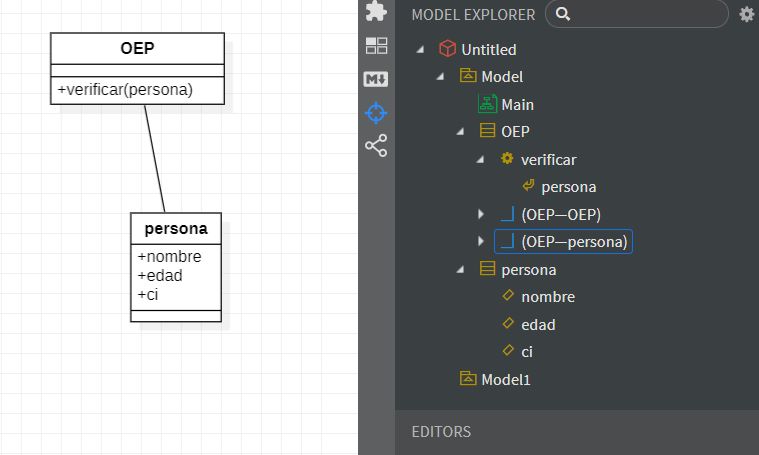 OEP
+verificar(persona)
persona
+nombre
+edad
+ci
M
MODEL EXPLORER
Untitled
Model
Main
OEP
verificar
persona
(OEP—OEP)
(OEP—persona)
persona
nombre
edad
ci
Model1
EDITORS